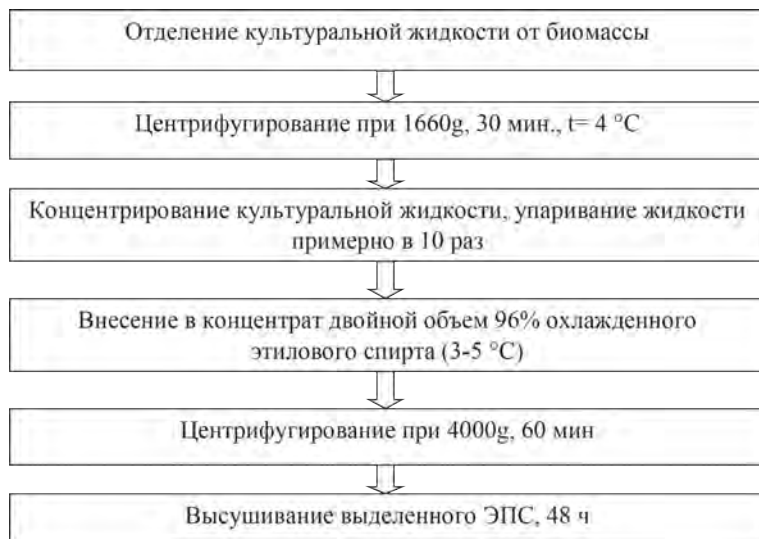 Отделение культуральной жидкости от биомассы
Центрифугирование при 1660g, 30 мин., t= 4 °C
Концентрирование культуральной жидкости, упаривание жидкости
примерно в 10 раз
Внесение в концентрат двойной объем 96% охлажденного
этилового спирта (3-5 °C)
Центрифугирование при 4000g, 60 мин
Высушивание выделенного ЭПС, 48 ч